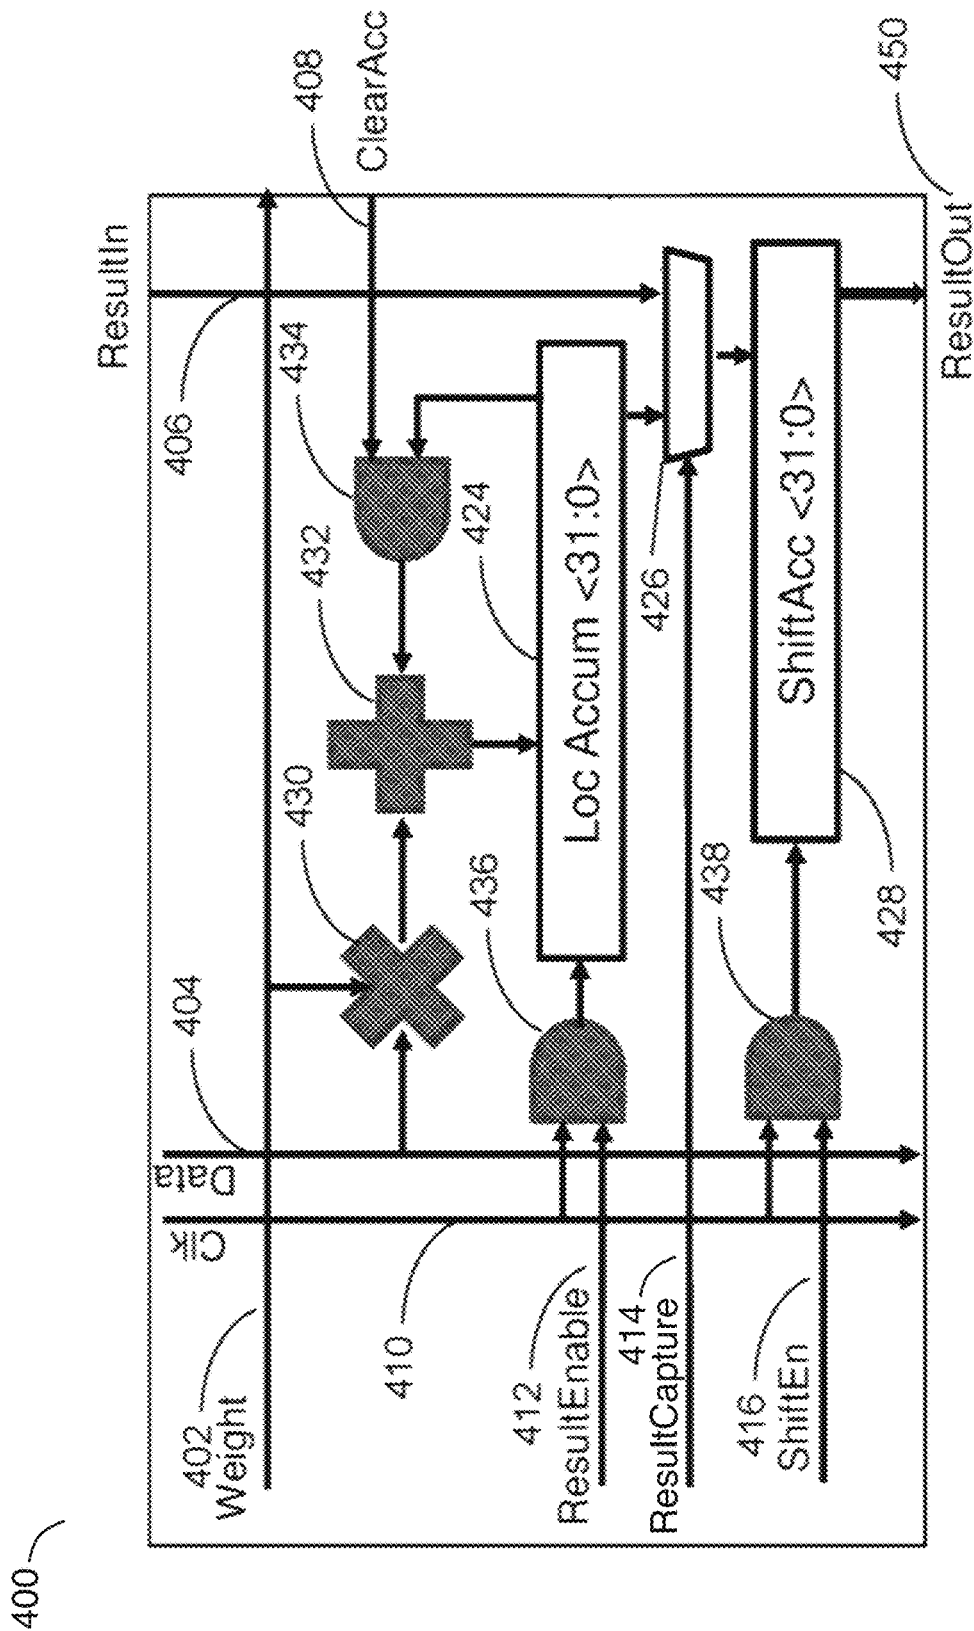 400
ResultIn
406
434
408
ClearAcc
432
430
404
Data
Clk
402
Weight
410
424
Loc Accum <31:0>
436
412
ResultEnable
426
414
ResultCapture
438
416
ShiftEn
ShiftAcc <31:0>
428
ResultOut
450